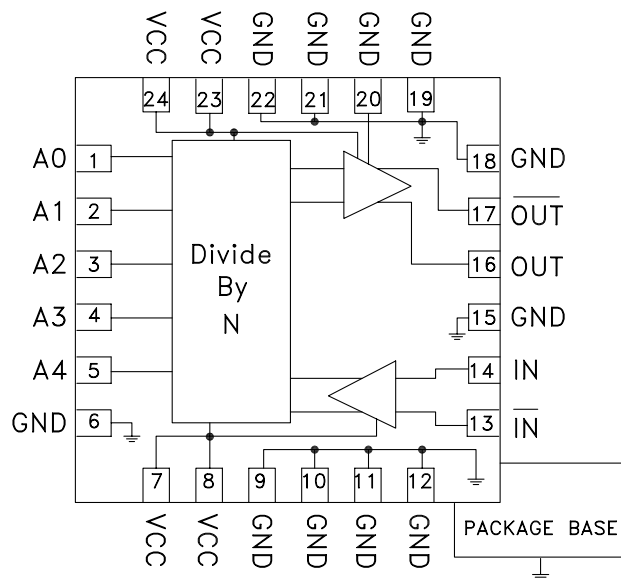 VCC VCC GND GND GND GND
24 23 22 21 20 19
A0 1 18 GND
A1 2 17 OUT
A2 3 Divide 16 OUT
By
N
A3 4 15 GND
A4 5 14 IN
GND 6 13 IN
7 8 9 10 11 12
VCC VCC GND GND GND GND
PACKAGE BASE